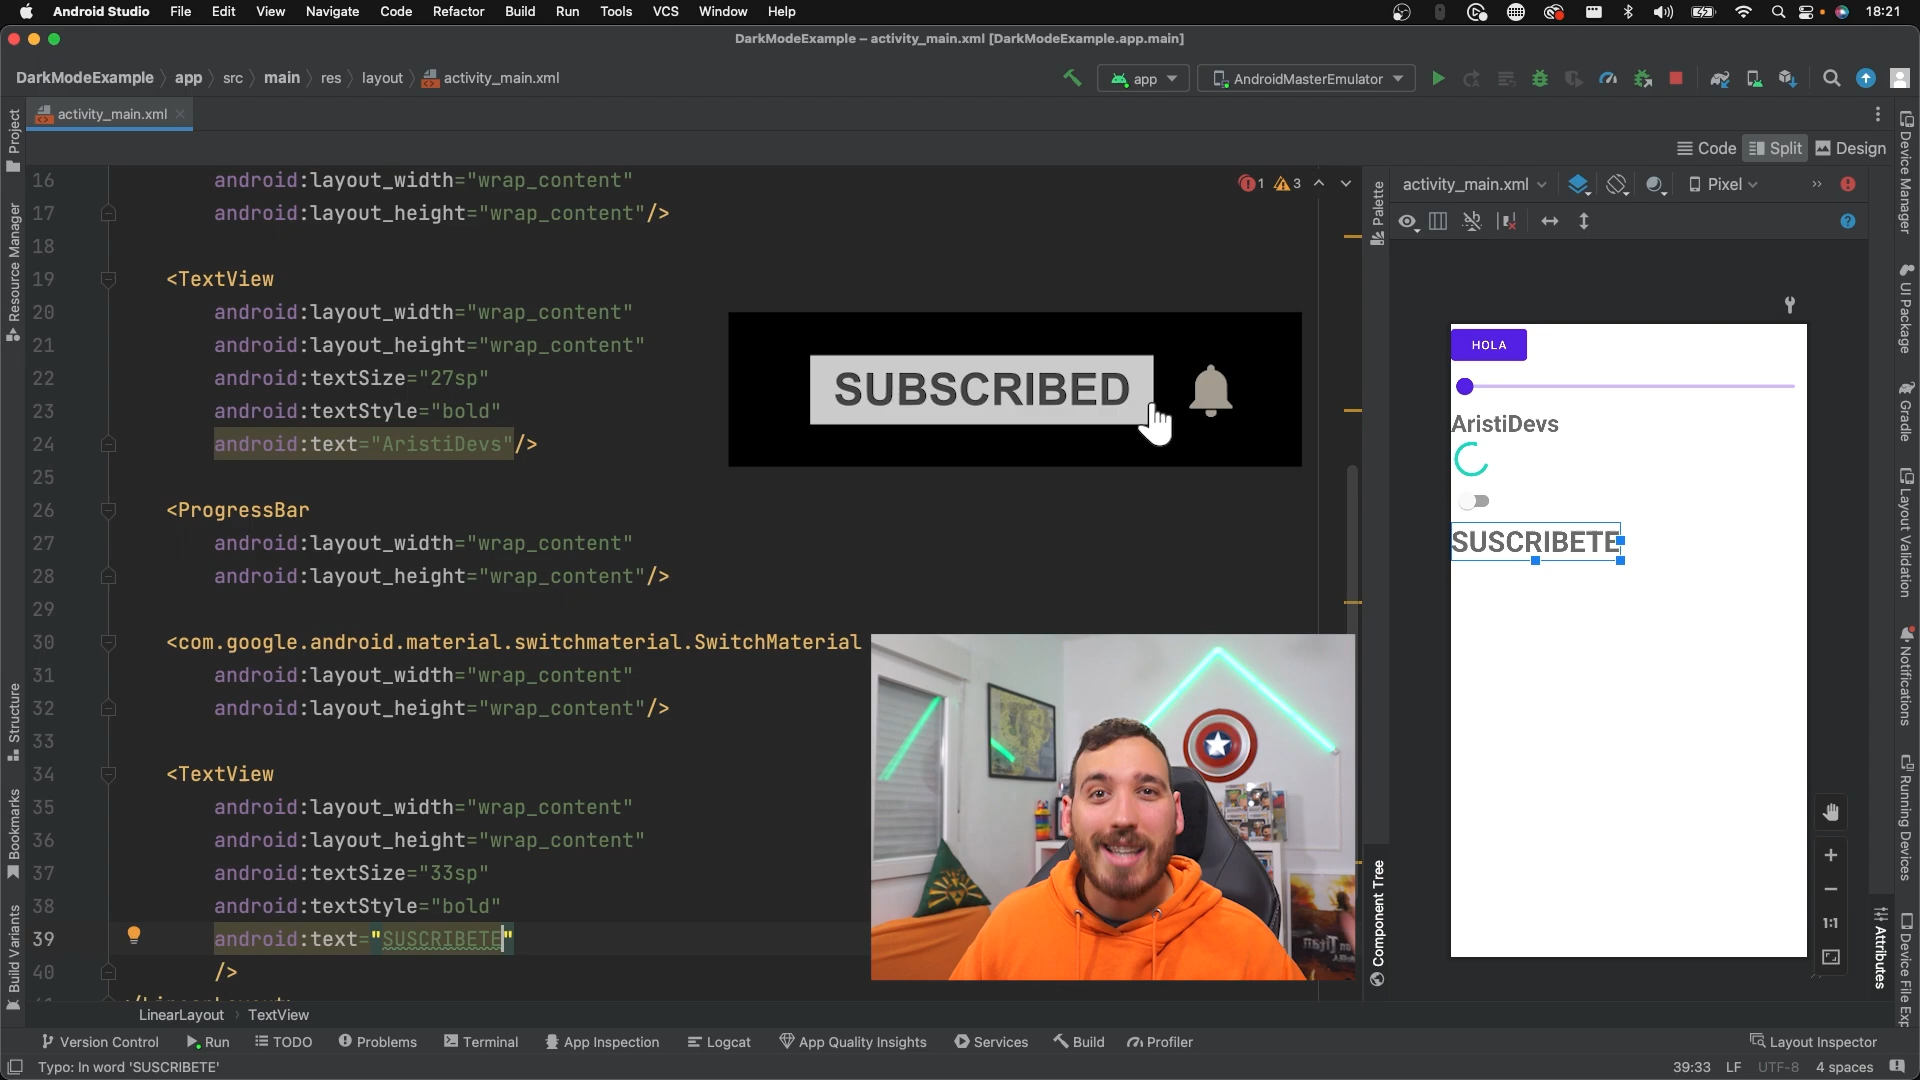 Android Studio File Edit View Navigate Code Refactor Build Run Tools VCS Window Help 18:21
DarkModeExample – activity_main.xml [DarkModeExample.app.main]
DarkModeExample app src main res layout activity_main.xml app AndroidMasterEmulator
activity_main.xml
Code Split Design
16 android:layout_width="wrap_content"
17 android:layout_height="wrap_content"/>
18
19 <TextView
20 android:layout_width="wrap_content"
21 android:layout_height="wrap_content"
22 android:textSize="27sp"
23 android:textStyle="bold"
24 android:text="AristiDevs"/>
25
26 <ProgressBar
27 android:layout_width="wrap_content"
28 android:layout_height="wrap_content"/>
29
30 <com.google.android.material.switchmaterial.SwitchMaterial
31 android:layout_width="wrap_content"
32 android:layout_height="wrap_content"/>
33
34 <TextView
35 android:layout_width="wrap_content"
36 android:layout_height="wrap_content"
37 android:textSize="33sp"
38 android:textStyle="bold"
39 android:text="SUSCRIBETE"
40 />
1 3
SUBSCRIBED
activity_main.xml Pixel
HOLA
AristiDevs
SUSCRIBETE
1:1
Project
Resource Manager
Structure
Bookmarks
Build Variants
Palette
Component Tree
Attributes
Device Manager
UI Package
Gradle
Layout Validation
Notifications
Running Devices
Device File Exp
LinearLayout TextView
Version Control Run TODO Problems Terminal App Inspection Logcat App Quality Insights Services Build Profiler Layout Inspector
Typo: In word 'SUSCRIBETE' 39:33 LF UTF-8 4 spaces